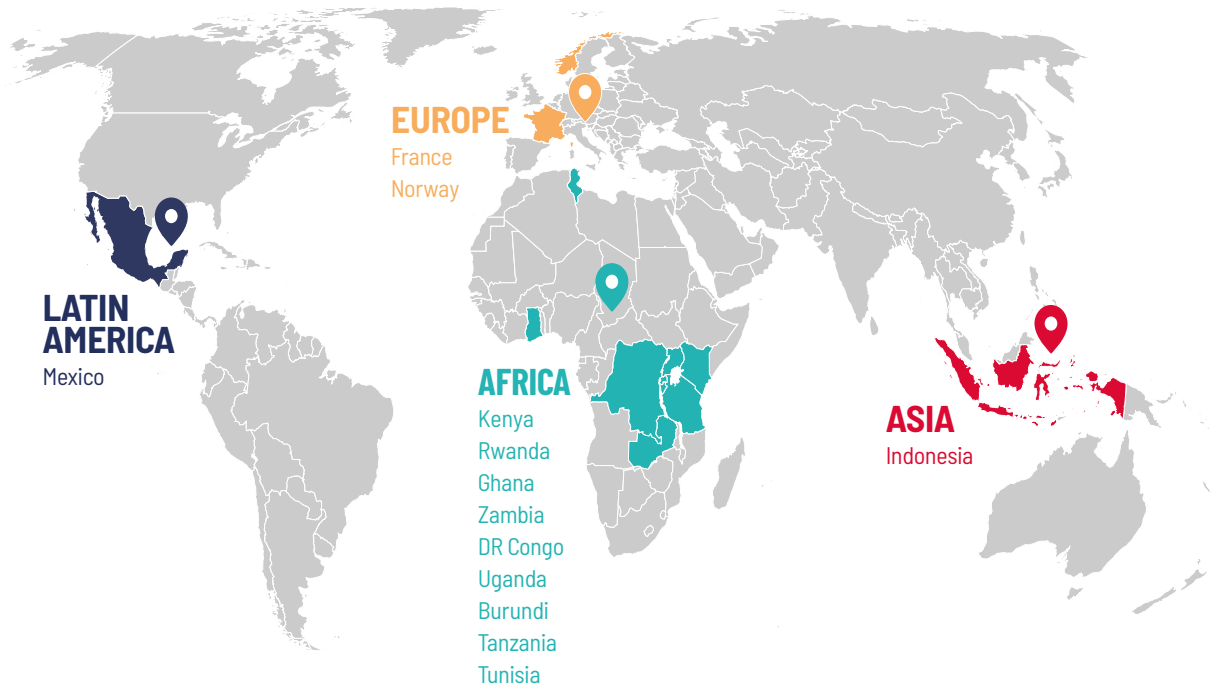 EUROPE
France
Norway
LATIN
AMERICA
Mexico
AFRICA
Kenya
Rwanda
Ghana
Zambia
DR Congo
Uganda
Burundi
Tanzania
Tunisia
ASIA
Indonesia